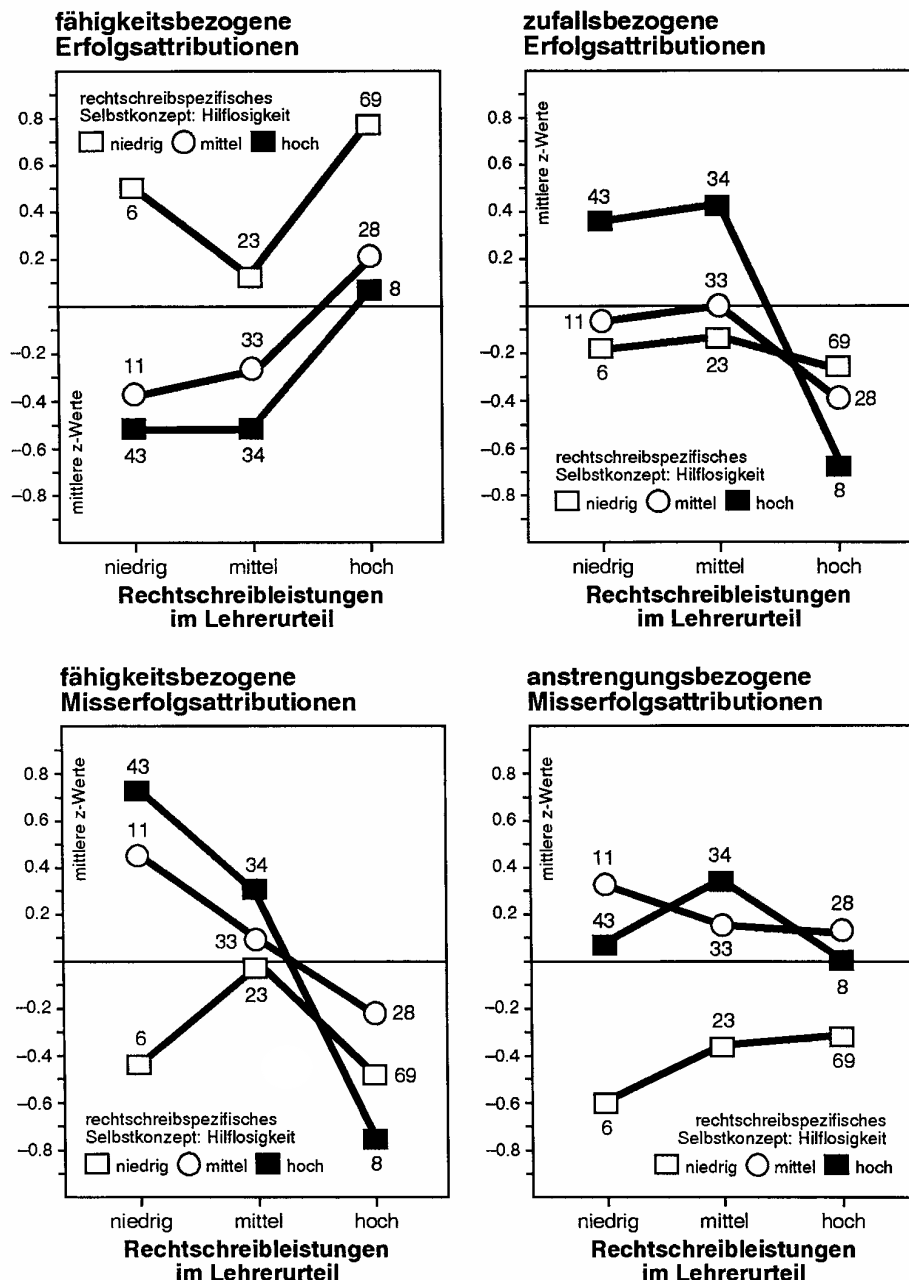 fähigkeitsbezogene
Erfolgsattributionen
rechtschreibspezifisches
Selbstkonzept: Hilflosigkeit
niedrig mittel hoch
0.8
0.6
0.4
0.2
–0.2
–0.4
–0.6
–0.8
mittlere z-Werte
6
23
69
11
33
28
43
34
8
niedrig mittel hoch
Rechtschreibleistungen
im Lehrerurteil
zufallsbezogene
Erfolgsattributionen
mittlere z-Werte
0.8
0.6
0.4
0.2
–0.2
–0.4
–0.6
–0.8
43
34
8
11
33
28
6
23
69
rechtschreibspezifisches
Selbstkonzept: Hilflosigkeit
niedrig mittel hoch
niedrig mittel hoch
Rechtschreibleistungen
im Lehrerurteil
fähigkeitsbezogene
Misserfolgsattributionen
mittlere z-Werte
0.8
0.6
0.4
0.2
–0.2
–0.4
–0.6
–0.8
43
34
8
11
33
28
6
23
69
rechtschreibspezifisches
Selbstkonzept: Hilflosigkeit
niedrig mittel hoch
niedrig mittel hoch
Rechtschreibleistungen
im Lehrerurteil
anstrengungsbezogene
Misserfolgsattributionen
mittlere z-Werte
0.8
0.6
0.4
0.2
–0.2
–0.4
–0.6
–0.8
11
33
28
43
34
8
6
23
69
rechtschreibspezifisches
Selbstkonzept: Hilflosigkeit
niedrig mittel hoch
niedrig mittel hoch
Rechtschreibleistungen
im Lehrerurteil